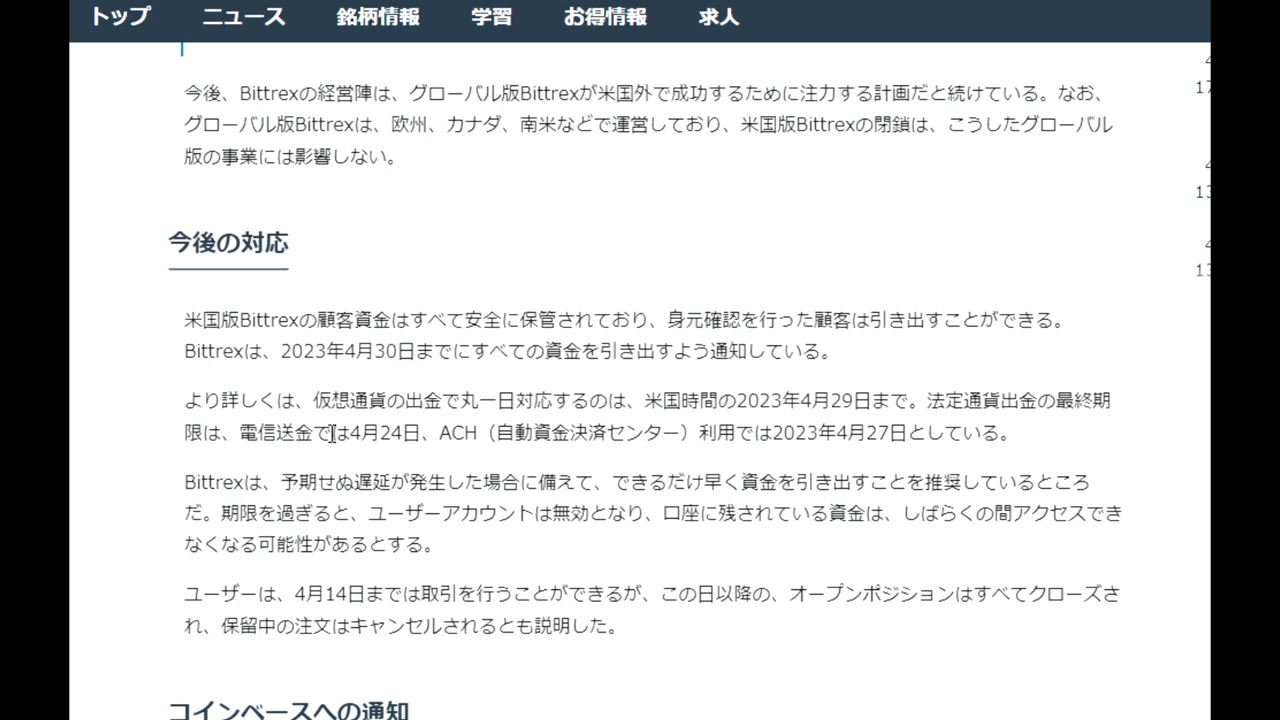 トップ ニュース 銘柄情報 学習 お得情報 求人
今後、Bittrexの経営陣は、グローバル版Bittrexが米国外で成功するために注力する計画だと続けている。なお、
グローバル版Bittrexは、欧州、カナダ、南米などで運営しており、米国版Bittrexの閉鎖は、こうしたグローバル
版の事業には影響しない。
今後の対応
米国版Bittrexの顧客資金はすべて安全に保管されており、身元確認を行った顧客は引き出すことができる。
Bittrexは、2023年4月30日までにすべての資金を引き出すよう通知している。
より詳しくは、仮想通貨の出金で丸一日対応するのは、米国時間の2023年4月29日まで。法定通貨出金の最終期
限は、電信送金では4月24日、ACH（自動資金決済センター）利用では2023年4月27日としている。
Bittrexは、予期せぬ遅延が発生した場合に備えて、できるだけ早く資金を引き出すことを推奨しているところ
だ。期限を過ぎると、ユーザーアカウントは無効となり、口座に残されている資金は、しばらくの間アクセスでき
なくなる可能性があるとする。
ユーザーは、4月14日までは取引を行うことができるが、この日以降の、オープンポジションはすべてクローズさ
れ、保留中の注文はキャンセルされるとも説明した。
コインベースへの通知